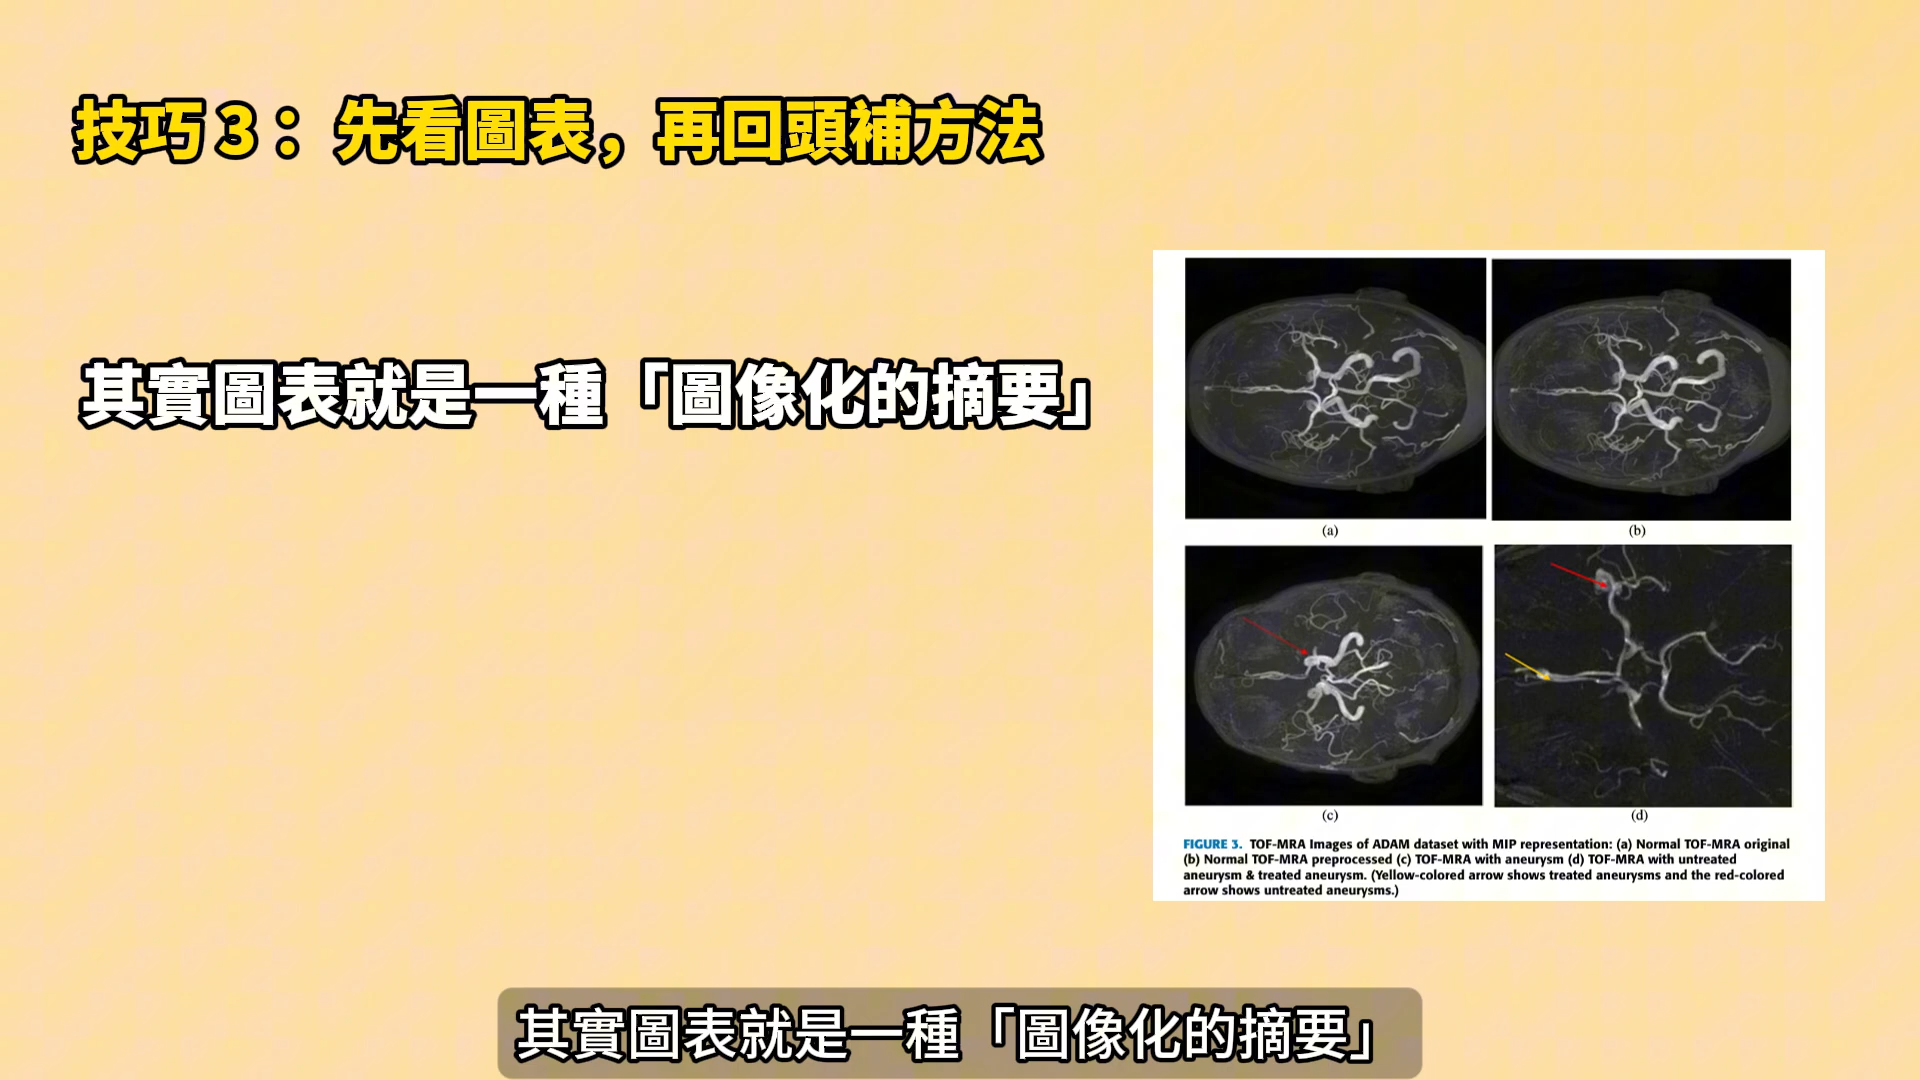 技巧 3：先看圖表，再回頭補方法
其實圖表就是一種「圖像化的摘要」
(a)
(b)
(c)
(d)
FIGURE 3. TOF-MRA Images of ADAM dataset with MIP representation: (a) Normal TOF-MRA original
(b) Normal TOF-MRA preprocessed (c) TOF-MRA with aneurysm (d) TOF-MRA with untreated
aneurysm & treated aneurysm. (Yellow-colored arrow shows treated aneurysms and the red-colored
arrow shows untreated aneurysms.)
其實圖表就是一種「圖像化的摘要」